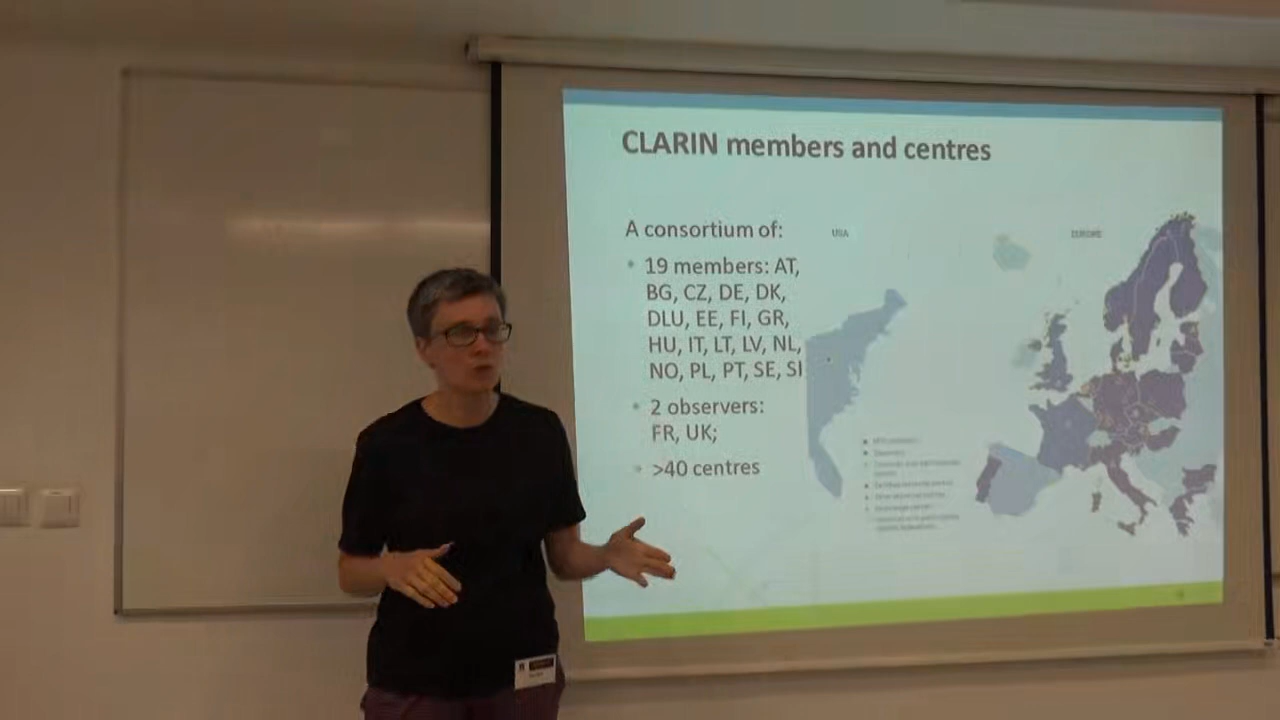 CLARIN members and centres
A consortium of:
• 19 members: AT,
BG, CZ, DE, DK,
DLU, EE, FI, GR,
HU, IT, LT, LV, NL,
NO, PL, PT, SE, SI
• 2 observers:
FR, UK;
• >40 centres
USA
EUROPE